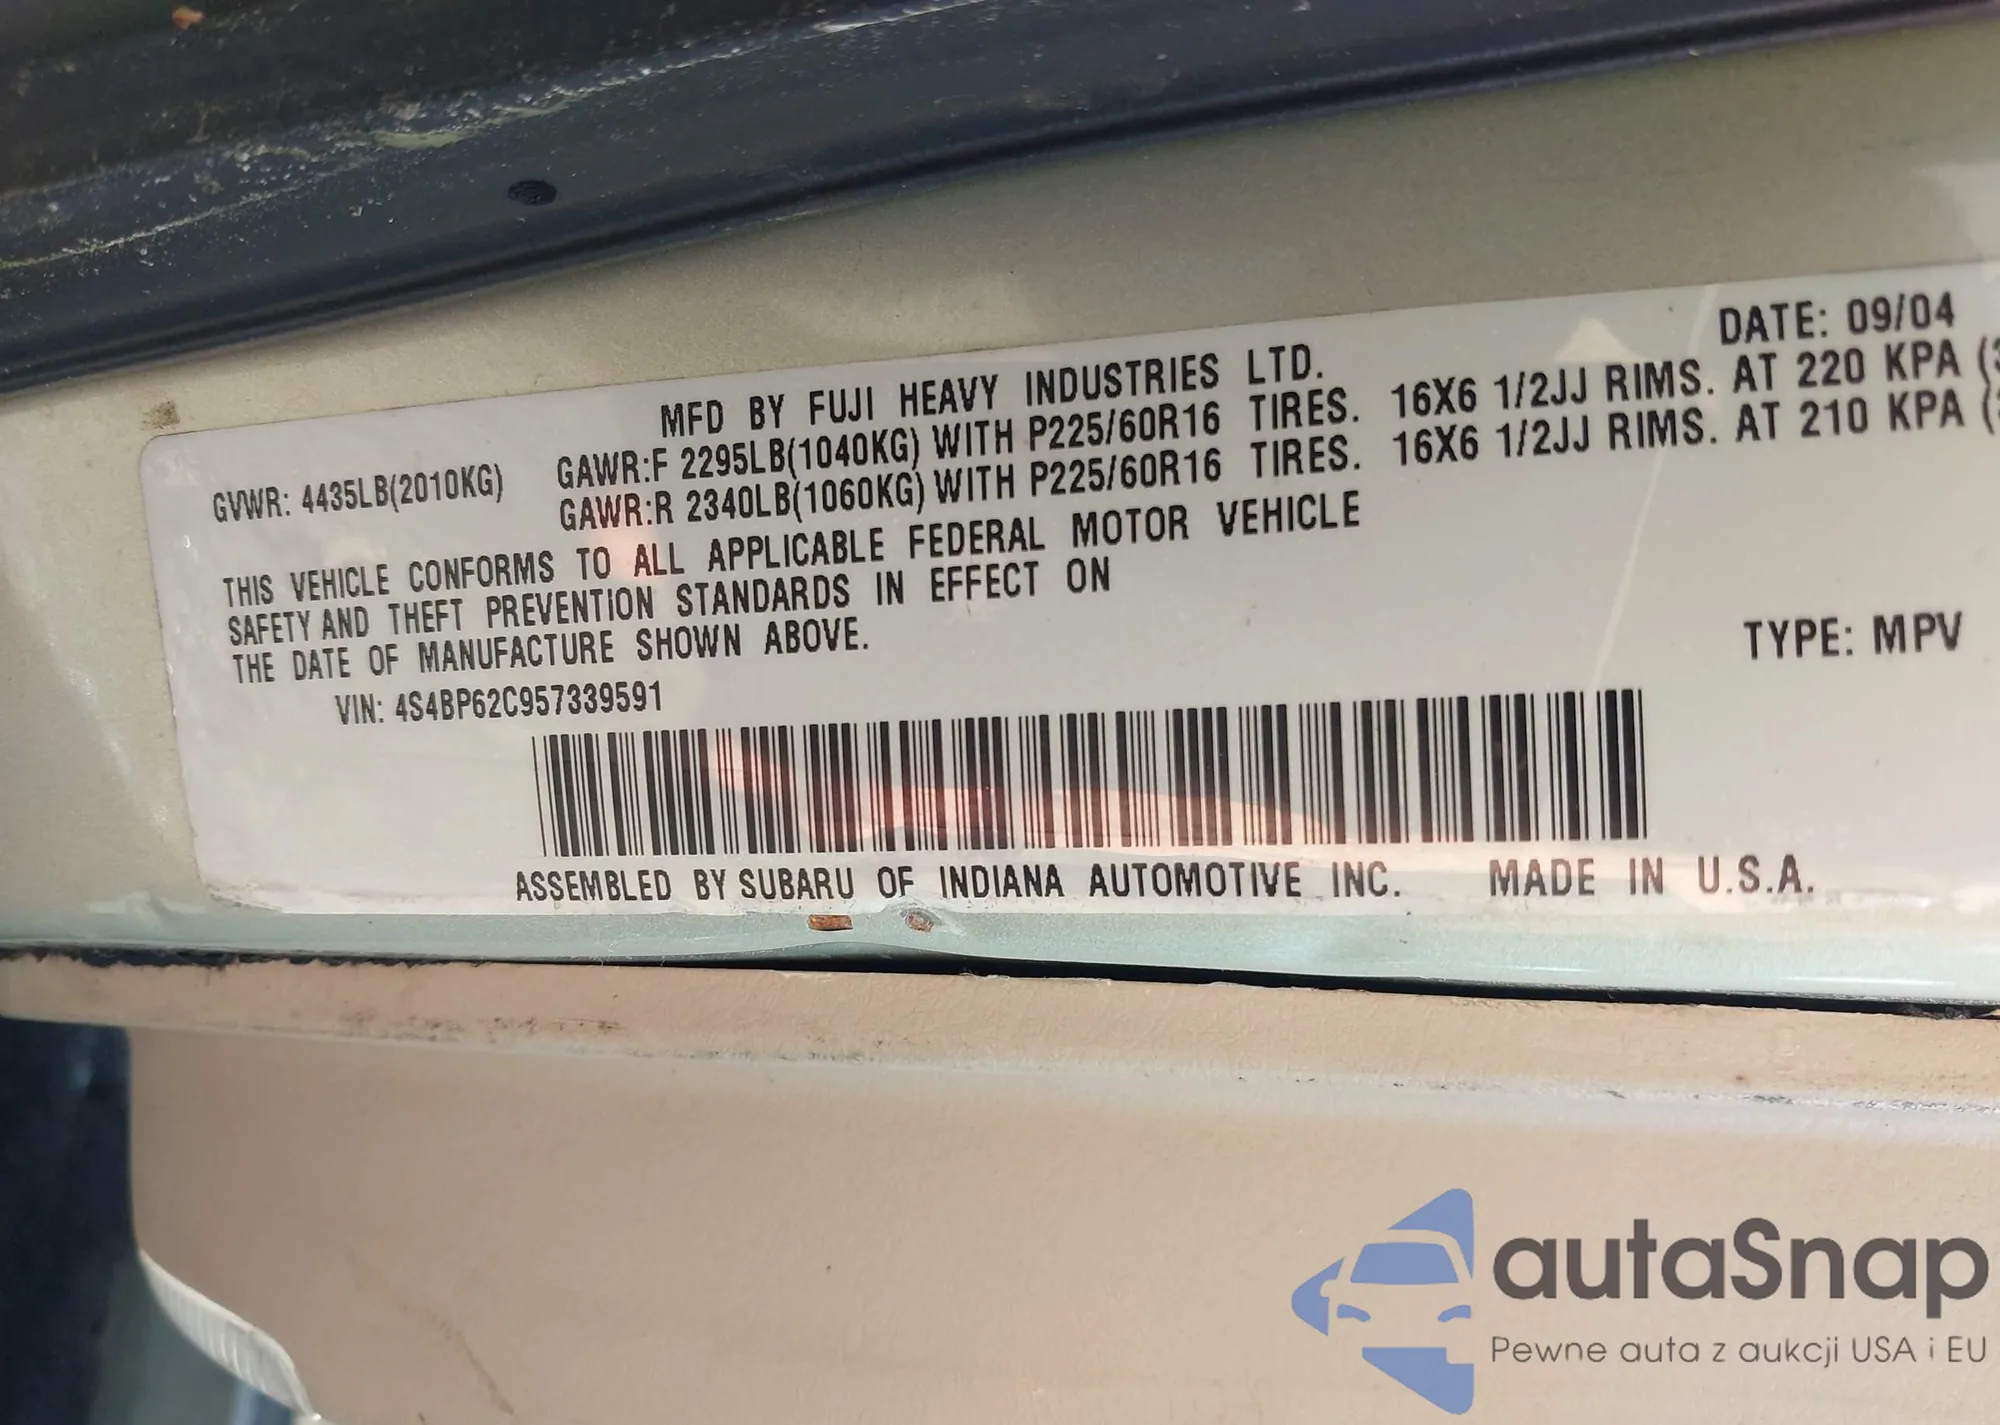 DATE: 09/04
MFD BY FUJI HEAVY INDUSTRIES LTD.
GVWR: 4435LB(2010KG) GAWR:F 2295LB(1040KG) WITH P225/60R16 TIRES. 16X6 1/2JJ RIMS. AT 220 KPA (
GAWR:R 2340LB(1060KG) WITH P225/60R16 TIRES. 16X6 1/2JJ RIMS. AT 210 KPA (
THIS VEHICLE CONFORMS TO ALL APPLICABLE FEDERAL MOTOR VEHICLE
SAFETY AND THEFT PREVENTION STANDARDS IN EFFECT ON
THE DATE OF MANUFACTURE SHOWN ABOVE.
TYPE: MPV
VIN: 4S4BP62C957339591
ASSEMBLED BY SUBARU OF INDIANA AUTOMOTIVE INC. MADE IN U.S.A.
autaSnap
Pewne auta z aukcji USA i EU